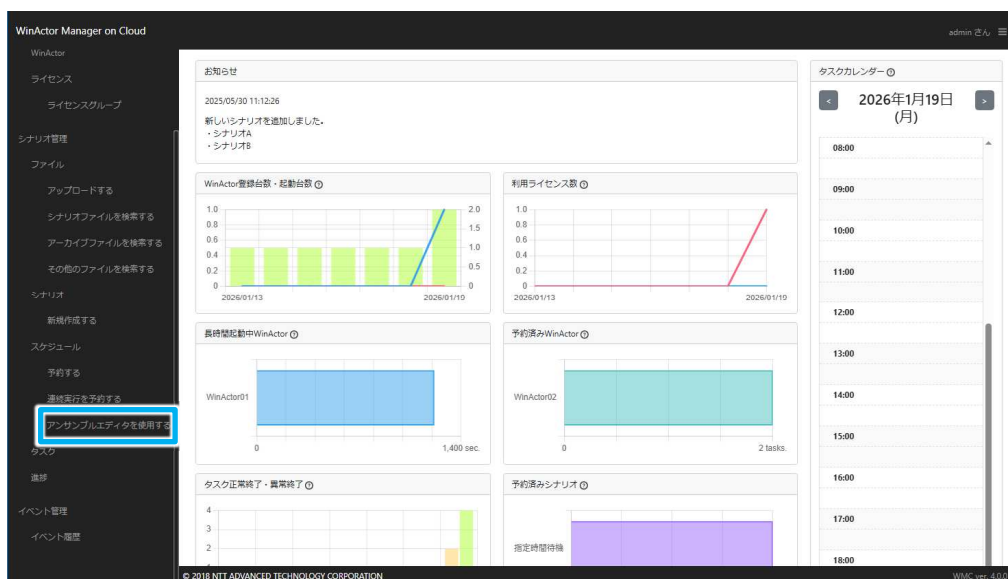 WinActor Manager on Cloud
admin さん
WinActor
ライセンス
ライセンスグループ
シナリオ管理
ファイル
アップロードする
シナリオファイルを検索する
アーカイブファイルを検索する
その他のファイルを検索する
シナリオ
新規作成する
スケジュール
予約する
連続実行を予約する
アンサンブルエディタを使用する
タスク
進捗
イベント管理
イベント履歴
お知らせ
2025/05/30 11:12:26
新しいシナリオを追加しました。
・シナリオA
・シナリオB
WinActor登録台数・起動台数
1.0
0.8
0.6
0.4
0.2
0
2.0
1.5
1.0
0.5
0
2026/01/13
2026/01/19
利用ライセンス数
1.0
0.8
0.6
0.4
0.2
0
2026/01/13
2026/01/19
長時間起動中WinActor
WinActor01
0
1,400 sec.
予約済みWinActor
WinActor02
0
2 tasks.
タスク正常終了・異常終了
4
3
2
予約済みシナリオ
指定時間待機
タスクカレンダー
<
2026年1月19日
(月)
>
08:00
09:00
10:00
11:00
12:00
13:00
14:00
15:00
16:00
17:00
18:00
© 2018 NTT ADVANCED TECHNOLOGY CORPORATION
WMC ver. 4.0.0